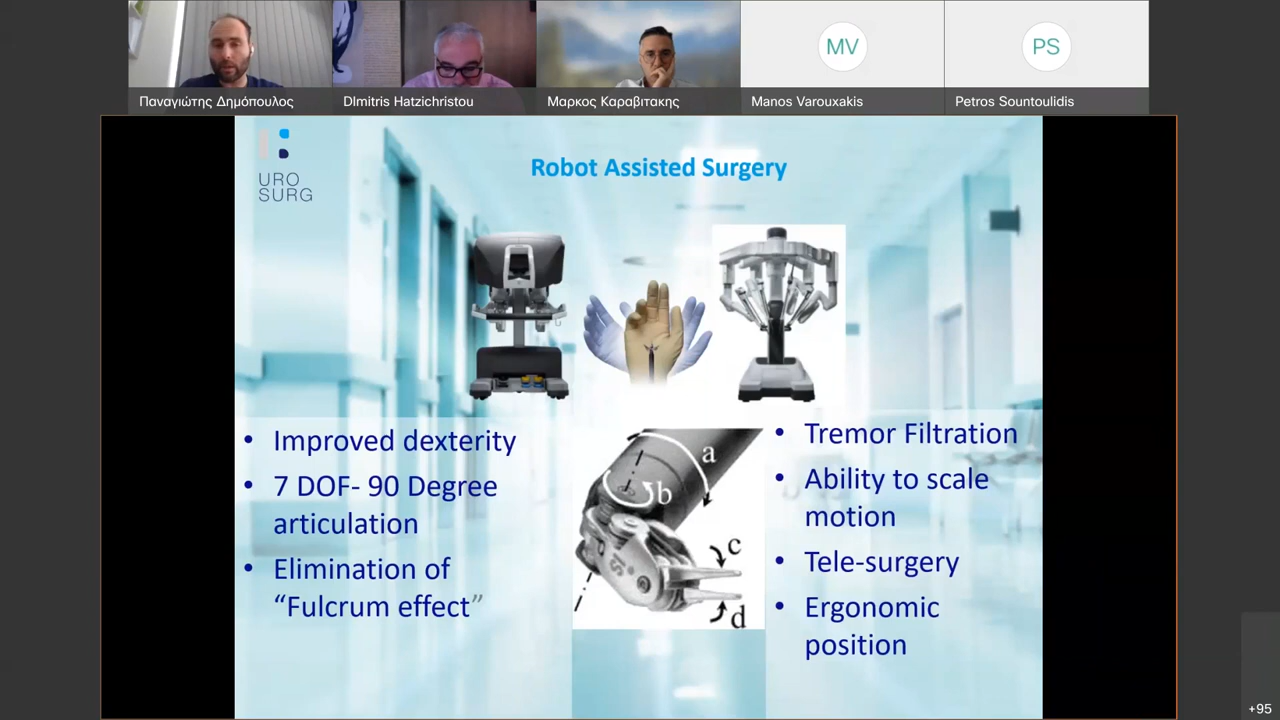 Παναγιώτης Δημόπουλος
DImitris Hatzichristou
Μαρκος Καραβιτακης
MV
Manos Varouxakis
PS
Petros Sountoulidis
URO
SURG
Robot Assisted Surgery
• Improved dexterity
• 7 DOF- 90 Degree
articulation
• Elimination of
“Fulcrum effect”
a
b
c
d
• Tremor Filtration
• Ability to scale
motion
• Tele-surgery
• Ergonomic
position
+95